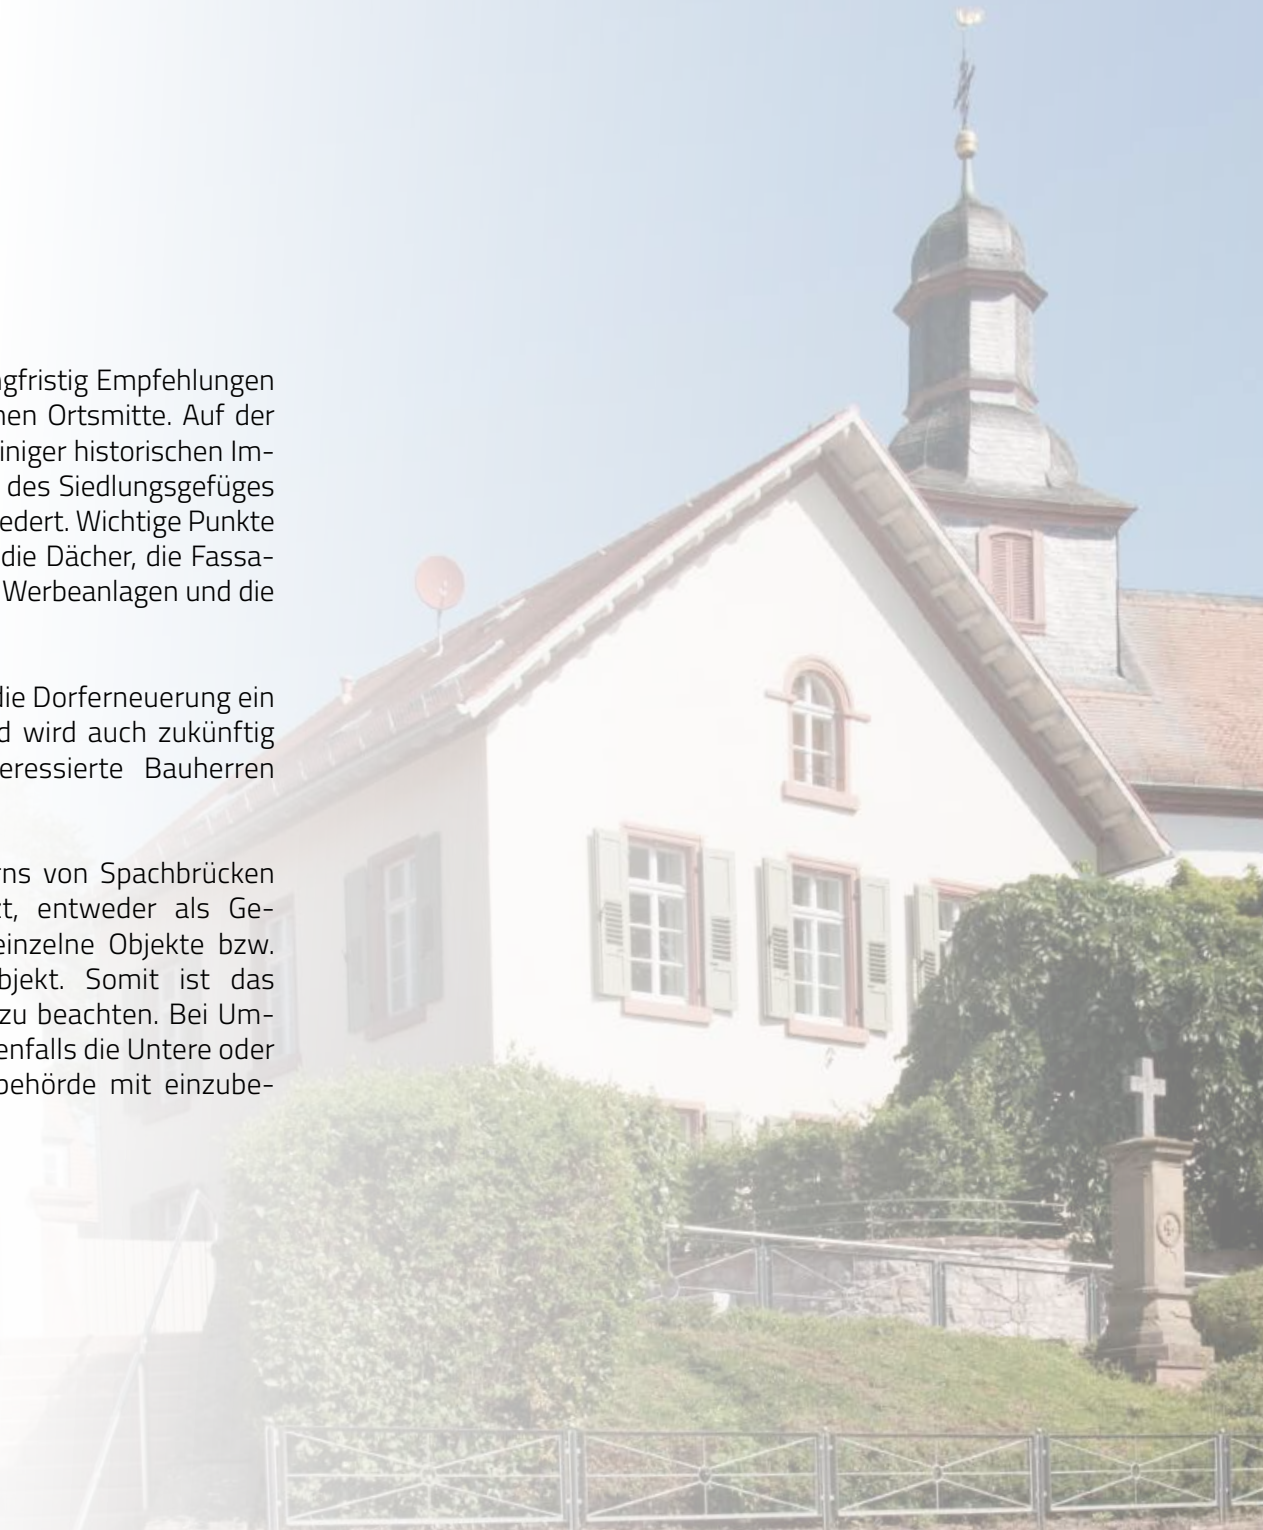 gfristig Empfehlungen
nen Ortsmitte. Auf der
iniger historischen Im-
des Siedlungsgefüges
edert. Wichtige Punkte
die Dächer, die Fassa-
Werbeanlagen und die
die Dorferneuerung ein
d wird auch zukünftig
eressierte Bauherren
rns von Spachbrücken
t, entweder als Ge-
einzelne Objekte bzw.
bjekt. Somit ist das
zu beachten. Bei Um-
enfalls die Untere oder
behörde mit einzube-